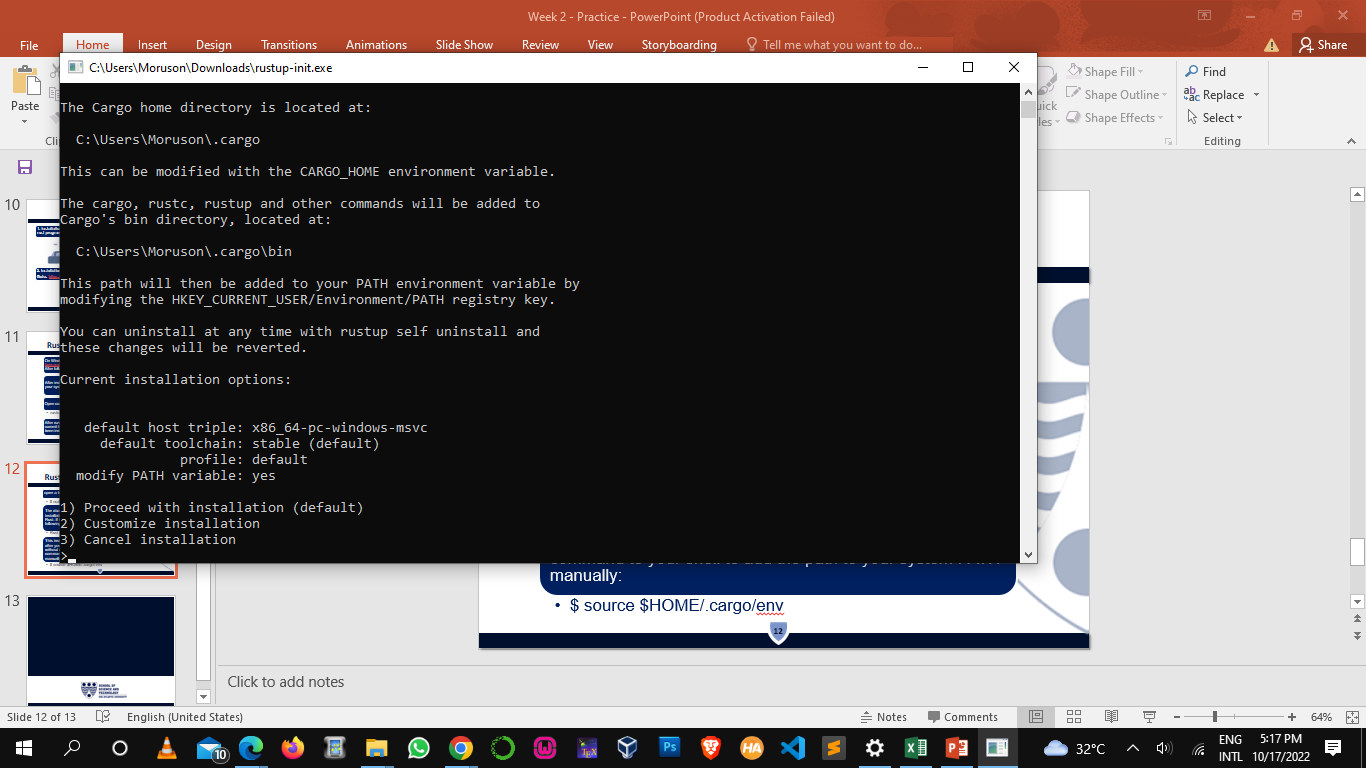 Week 2 - Practice - PowerPoint (Product Activation Failed)
File Home Insert Design Transitions Animations Slide Show Review View Storyboarding Tell me what you want to do... Share
C:\Users\Moruson\Downloads\rustup-init.exe
Paste
Shape Fill
Shape Outline
Shape Effects
Find
Replace
Select
Editing
The Cargo home directory is located at:
C:\Users\Moruson\.cargo
This can be modified with the CARGO_HOME environment variable.
The cargo, rustc, rustup and other commands will be added to
Cargo's bin directory, located at:
C:\Users\Moruson\.cargo\bin
This path will then be added to your PATH environment variable by
modifying the HKEY_CURRENT_USER/Environment/PATH registry key.
You can uninstall at any time with rustup self uninstall and
these changes will be reverted.
Current installation options:
default host triple: x86_64-pc-windows-msvc
default toolchain: stable (default)
profile: default
modify PATH variable: yes
1) Proceed with installation (default)
2) Customize installation
3) Cancel installation
>
10
11
12
13
manually:
• $ source $HOME/.cargo/env
12
SCHOOL OF
SCIENCE AND
TECHNOLOGY
Click to add notes
Slide 12 of 13 English (United States) Notes Comments 64%
10
Ps
HA
32°C
ENG
INTL
5:17 PM
10/17/2022